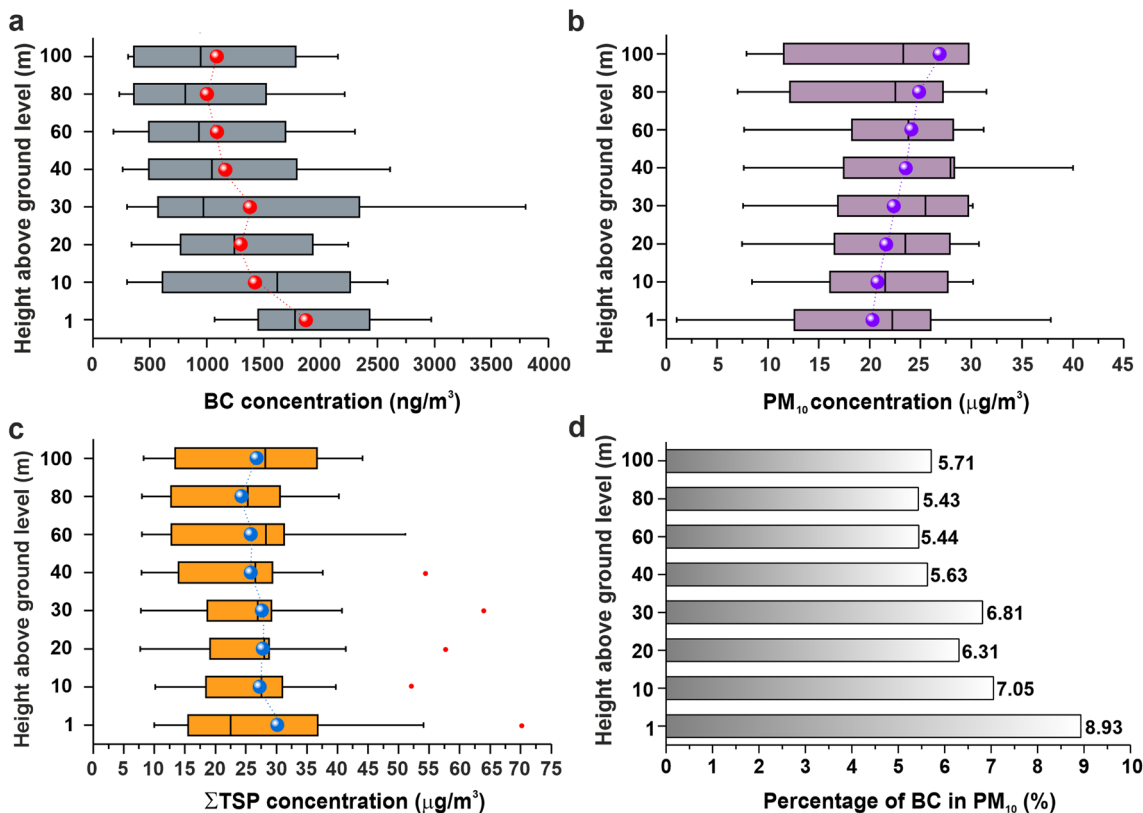 a
Height above ground level (m)
100
80
60
40
30
20
10
1
0 500 1000 1500 2000 2500 3000 3500 4000
BC concentration (ng/m³)
b
Height above ground level (m)
100
80
60
40
30
20
10
1
0 5 10 15 20 25 30 35 40 45
PM₁₀ concentration (μg/m³)
c
Height above ground level (m)
100
80
60
40
30
20
10
1
0 5 10 15 20 25 30 35 40 45 50 55 60 65 70 75
ΣTSP concentration (μg/m³)
d
Height above ground level (m)
100 5.71
80 5.43
60 5.44
40 5.63
30 6.81
20 6.31
10 7.05
1 8.93
0 1 2 3 4 5 6 7 8 9 10
Percentage of BC in PM₁₀ (%)